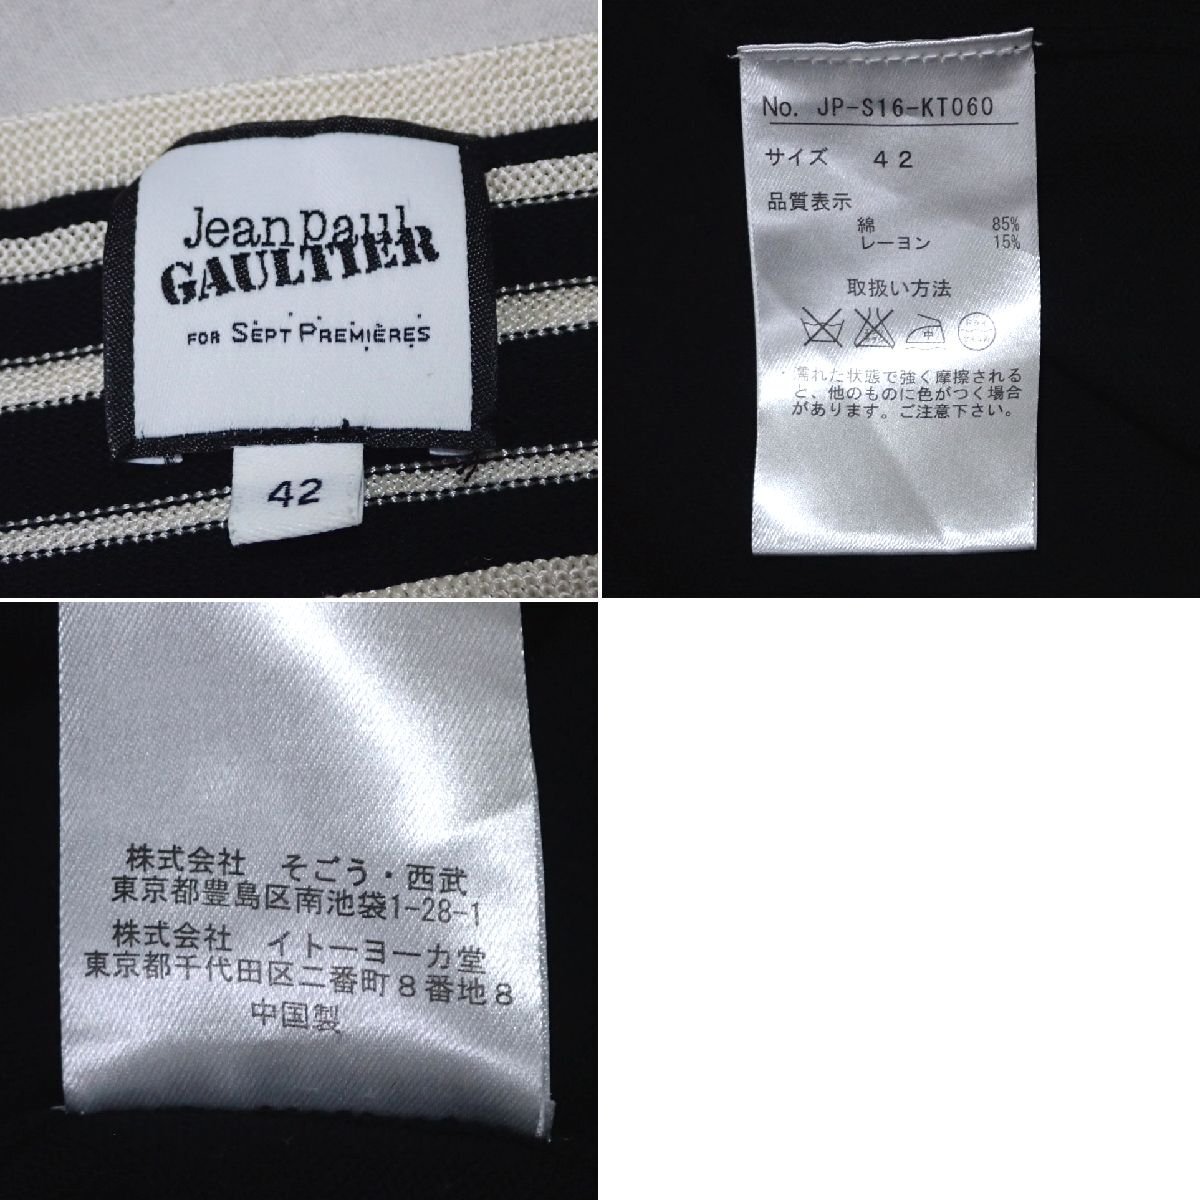 Jean Paul
GAULTIER
FOR SEPT PREMIÈRES
42
No. JP-S16-KT060
サイズ 42
品質表示
綿 85%
レーヨン 15%
取扱い方法
中
濡れた状態で強く摩擦される
と、他のものに色がつく場合
があります。ご注意下さい。
株式会社 そごう・西武
東京都豊島区南池袋1-28-1
株式会社 イトーヨーカ堂
東京都千代田区二番町8番地8
中国製